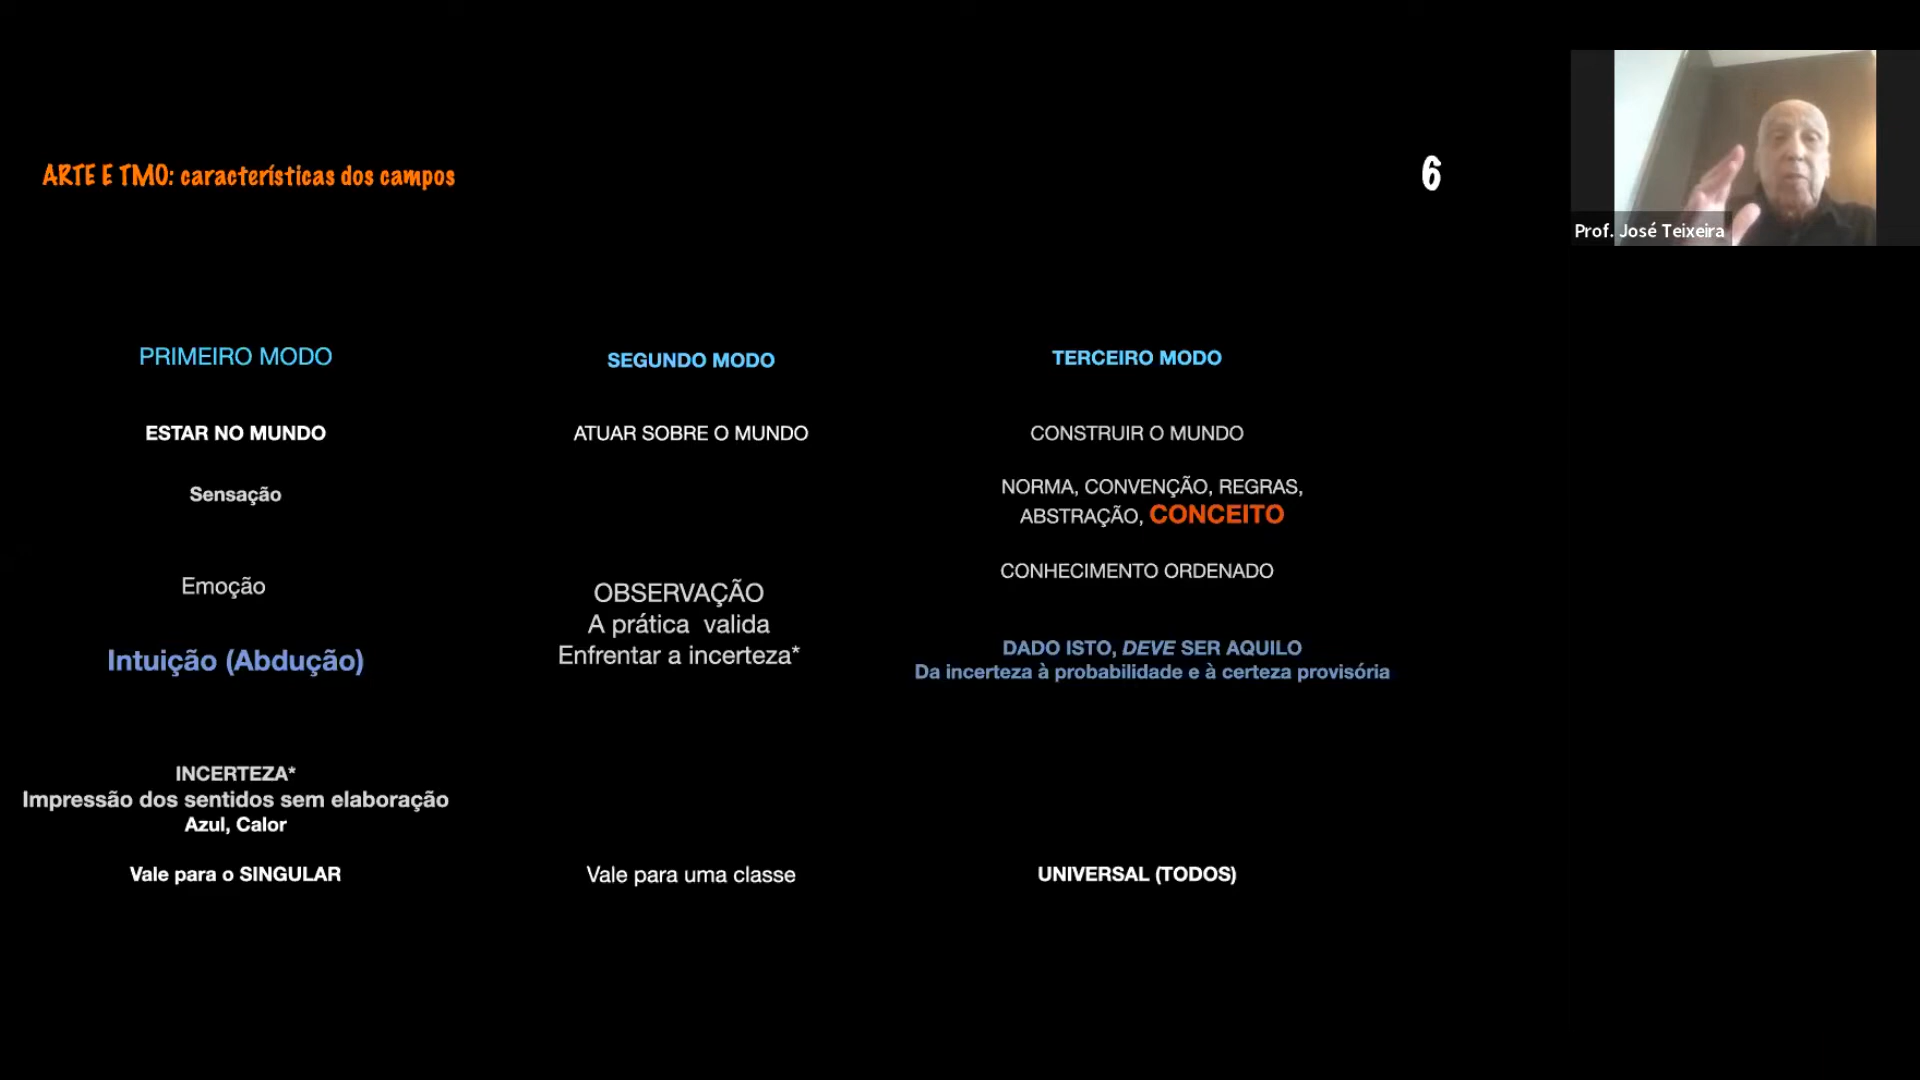 ARTE E TMO: características dos campos
6
Prof. José Teixeira
PRIMEIRO MODO
SEGUNDO MODO
TERCEIRO MODO
ESTAR NO MUNDO
ATUAR SOBRE O MUNDO
CONSTRUIR O MUNDO
Sensação
NORMA, CONVENÇÃO, REGRAS,
ABSTRAÇÃO, CONCEITO
Emoção
OBSERVAÇÃO
A prática valida
Enfrentar a incerteza*
CONHECIMENTO ORDENADO
Intuição (Abdução)
DADO ISTO, DEVE SER AQUILO
Da incerteza à probabilidade e à certeza provisória
INCERTEZA*
Impressão dos sentidos sem elaboração
Azul, Calor
Vale para o SINGULAR
Vale para uma classe
UNIVERSAL (TODOS)